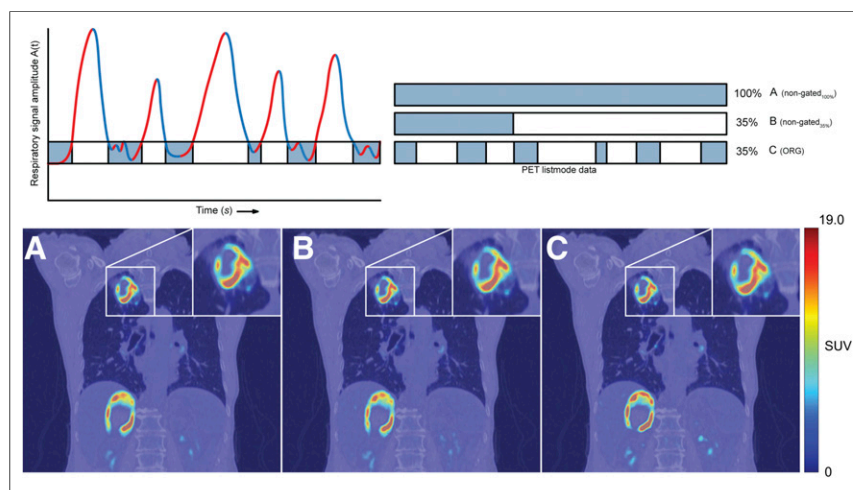 Respiratory signal amplitude A(t)
Time (s)
100% A (non-gated100%)
35% B (non-gated35%)
35% C (ORG)
PET listmode data
A
B
C
19.0
SUV
0